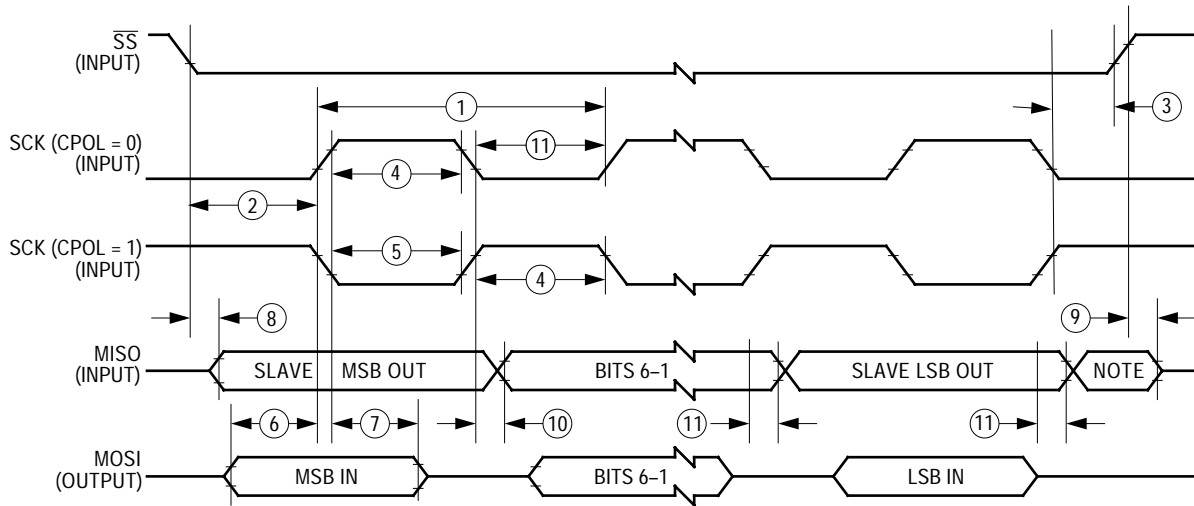 SS
(INPUT)
1
3
SCK (CPOL = 0)
(INPUT)
11
4
2
SCK (CPOL = 1)
(INPUT)
5
4
8
9
MISO
(INPUT)
SLAVE MSB OUT
BITS 6–1
SLAVE LSB OUT
NOTE
6
7
10
11
11
MOSI
(OUTPUT)
MSB IN
BITS 6–1
LSB IN